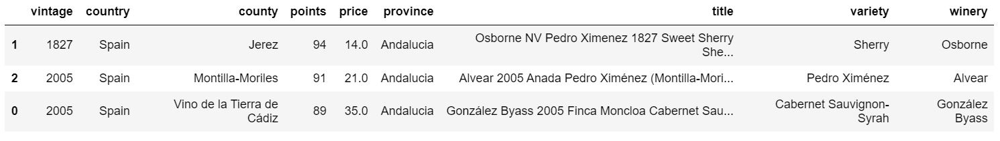 vintage country county points price province title variety winery
1 1827 Spain Jerez 94 14.0 Andalucia Osborne NV Pedro Ximenez 1827 Sweet Sherry She... Sherry Osborne
2 2005 Spain Montilla-Moriles 91 21.0 Andalucia Alvear 2005 Anada Pedro Ximénez (Montilla-Mori... Pedro Ximénez Alvear
0 2005 Spain Vino de la Tierra de Cádiz 89 35.0 Andalucia González Byass 2005 Finca Moncloa Cabernet Sau... Cabernet Sauvignon-Syrah González Byass